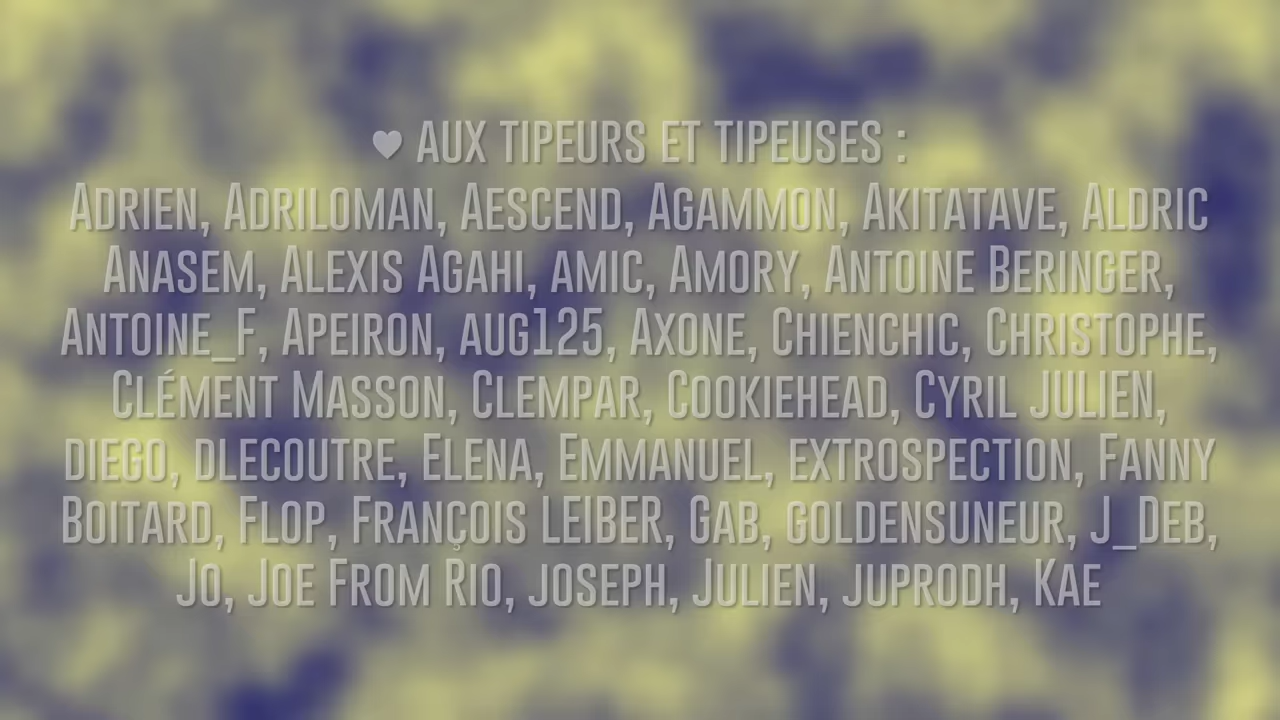 ♥ AUX TIPEURS ET TIPEUSES :
Adrien, Adriloman, Aescend, Agammon, Akitatave, Aldric
Anasem, Alexis Agahi, amic, Amory, Antoine Beringer,
Antoine_F, Apeiron, aug125, Axone, Chienchic, Christophe,
Clément Masson, Clempar, Cookiehead, Cyril JULIEN,
diego, dlecoutre, Elena, Emmanuel, extrospection, Fanny
Boitard, Flop, François LEIBER, Gab, goldensuneur, J_Deb,
Jo, Joe From Rio, joseph, Julien, juprodh, Kae